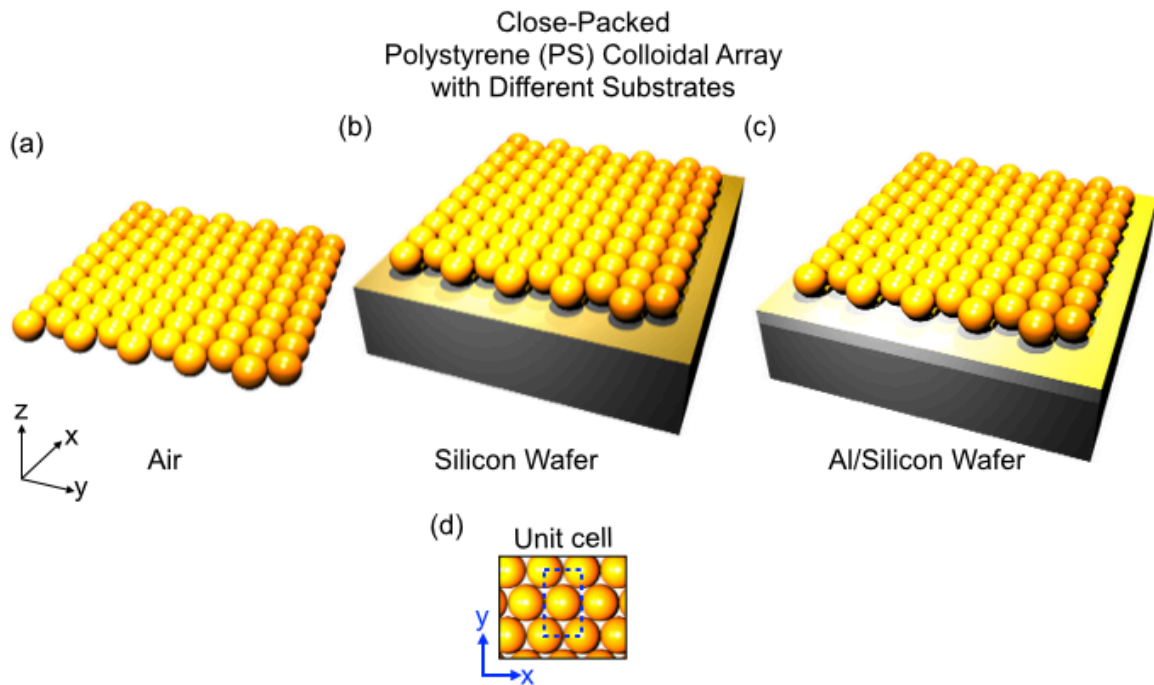 Close-Packed
Polystyrene (PS) Colloidal Array
with Different Substrates
(a)
(b)
(c)
z
x
y
Air
Silicon Wafer
Al/Silicon Wafer
(d)
Unit cell
y
x